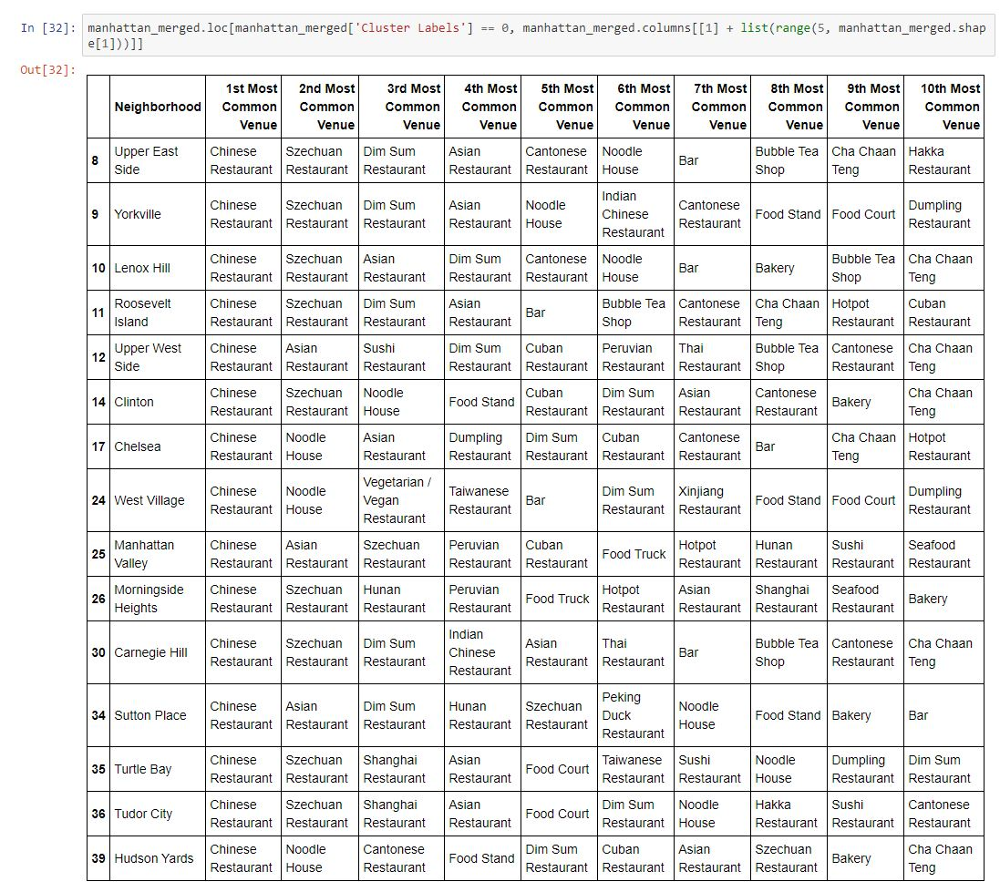 In [32]: manhattan_merged.loc[manhattan_merged['Cluster Labels'] == 0, manhattan_merged.columns[[1] + list(range(5, manhattan_merged.shap
e[1]))]]
Out[32]:
Neighborhood 1st Most Common Venue 2nd Most Common Venue 3rd Most Common Venue 4th Most Common Venue 5th Most Common Venue 6th Most Common Venue 7th Most Common Venue 8th Most Common Venue 9th Most Common Venue 10th Most Common Venue
8 Upper East Side Chinese Restaurant Szechuan Restaurant Dim Sum Restaurant Asian Restaurant Cantonese Restaurant Noodle House Bar Bubble Tea Shop Cha Chaan Teng Hakka Restaurant
9 Yorkville Chinese Restaurant Szechuan Restaurant Dim Sum Restaurant Asian Restaurant Noodle House Indian Chinese Restaurant Cantonese Restaurant Food Stand Food Court Dumpling Restaurant
10 Lenox Hill Chinese Restaurant Szechuan Restaurant Asian Restaurant Dim Sum Restaurant Cantonese Restaurant Noodle House Bar Bakery Bubble Tea Shop Cha Chaan Teng
11 Roosevelt Island Chinese Restaurant Szechuan Restaurant Dim Sum Restaurant Asian Restaurant Bar Bubble Tea Shop Cantonese Restaurant Cha Chaan Teng Hotpot Restaurant Cuban Restaurant
12 Upper West Side Chinese Restaurant Asian Restaurant Sushi Restaurant Dim Sum Restaurant Cuban Restaurant Peruvian Restaurant Thai Restaurant Bubble Tea Shop Cantonese Restaurant Cha Chaan Teng
14 Clinton Chinese Restaurant Szechuan Restaurant Noodle House Food Stand Cuban Restaurant Dim Sum Restaurant Asian Restaurant Cantonese Restaurant Bakery Cha Chaan Teng
17 Chelsea Chinese Restaurant Noodle House Asian Restaurant Dumpling Restaurant Dim Sum Restaurant Cuban Restaurant Cantonese Restaurant Bar Cha Chaan Teng Hotpot Restaurant
24 West Village Chinese Restaurant Noodle House Vegetarian / Vegan Restaurant Taiwanese Restaurant Bar Dim Sum Restaurant Xinjiang Restaurant Food Stand Food Court Dumpling Restaurant
25 Manhattan Valley Chinese Restaurant Asian Restaurant Szechuan Restaurant Peruvian Restaurant Cuban Restaurant Food Truck Hotpot Restaurant Hunan Restaurant Sushi Restaurant Seafood Restaurant
26 Morningside Heights Chinese Restaurant Szechuan Restaurant Hunan Restaurant Peruvian Restaurant Food Truck Hotpot Restaurant Asian Restaurant Shanghai Restaurant Seafood Restaurant Bakery
30 Carnegie Hill Chinese Restaurant Szechuan Restaurant Dim Sum Restaurant Indian Chinese Restaurant Asian Restaurant Thai Restaurant Bar Bubble Tea Shop Cantonese Restaurant Cha Chaan Teng
34 Sutton Place Chinese Restaurant Asian Restaurant Dim Sum Restaurant Hunan Restaurant Szechuan Restaurant Peking Duck Restaurant Noodle House Food Stand Bakery Bar
35 Turtle Bay Chinese Restaurant Szechuan Restaurant Shanghai Restaurant Asian Restaurant Food Court Taiwanese Restaurant Sushi Restaurant Noodle House Dumpling Restaurant Dim Sum Restaurant
36 Tudor City Chinese Restaurant Szechuan Restaurant Shanghai Restaurant Asian Restaurant Food Court Dim Sum Restaurant Noodle House Hakka Restaurant Sushi Restaurant Cantonese Restaurant
39 Hudson Yards Chinese Restaurant Noodle House Cantonese Restaurant Food Stand Dim Sum Restaurant Cuban Restaurant Asian Restaurant Szechuan Restaurant Bakery Cha Chaan Teng